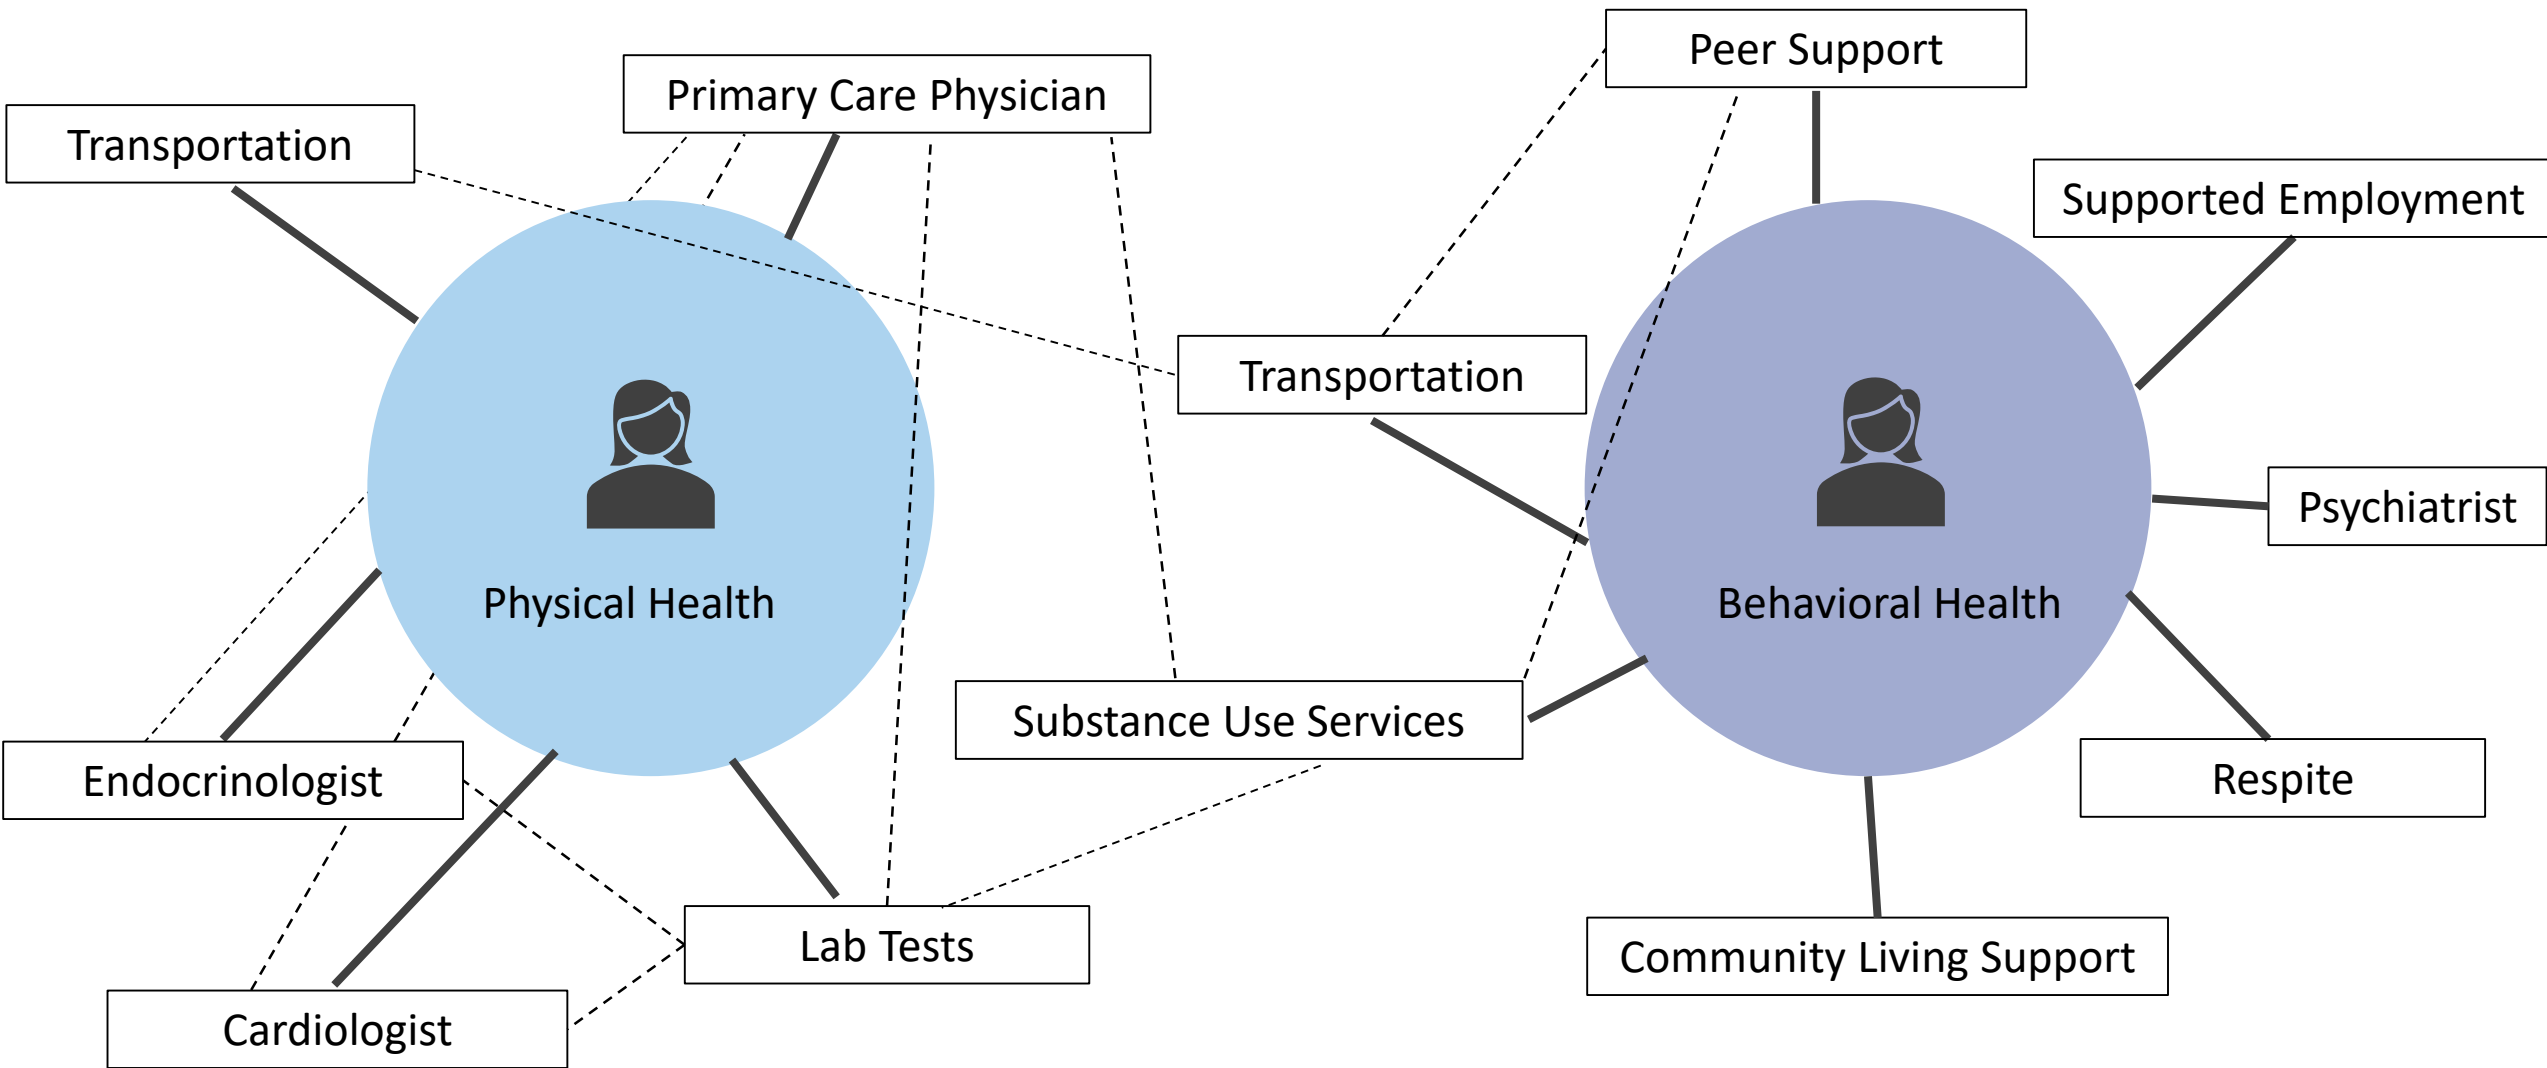 Peer Support
Primary Care Physician
Transportation
Supported Employment
Transportation
Psychiatrist
Physical Health
Behavioral Health
Substance Use Services
Endocrinologist
Respite
Lab Tests
Community Living Support
Cardiologist